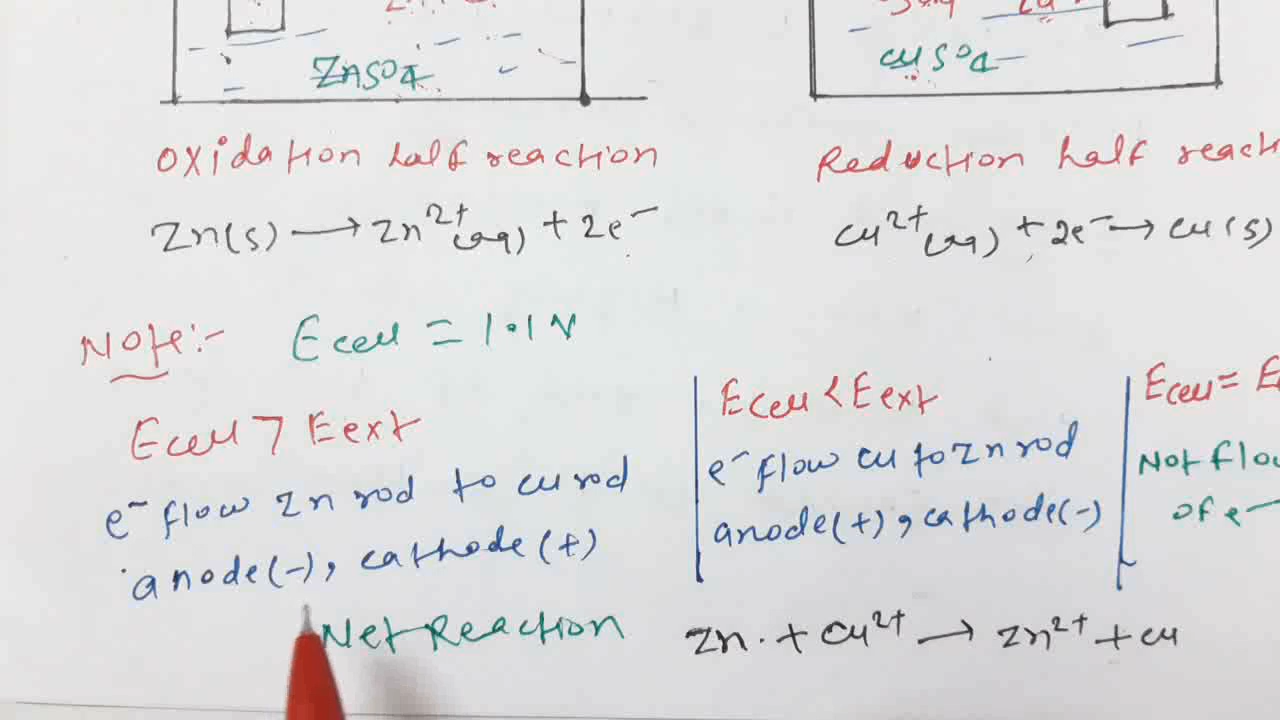 ZnSO4
CuSO4
Oxidation half reaction
Zn(s) → Zn²⁺(aq) + 2e⁻
Reduction half react
Cu²⁺(aq) + 2e⁻ → Cu(s)
Note:- Ecell = 1.1V
Ecell > Eext
e⁻ flow Zn rod to cu rod
anode(-), cathode(+)
Ecell < Eext
e⁻ flow cu to Zn rod
anode(+), cathode(-)
Ecell = E
Not flow
of e⁻
Net Reaction Zn + Cu²⁺ → Zn²⁺ + Cu